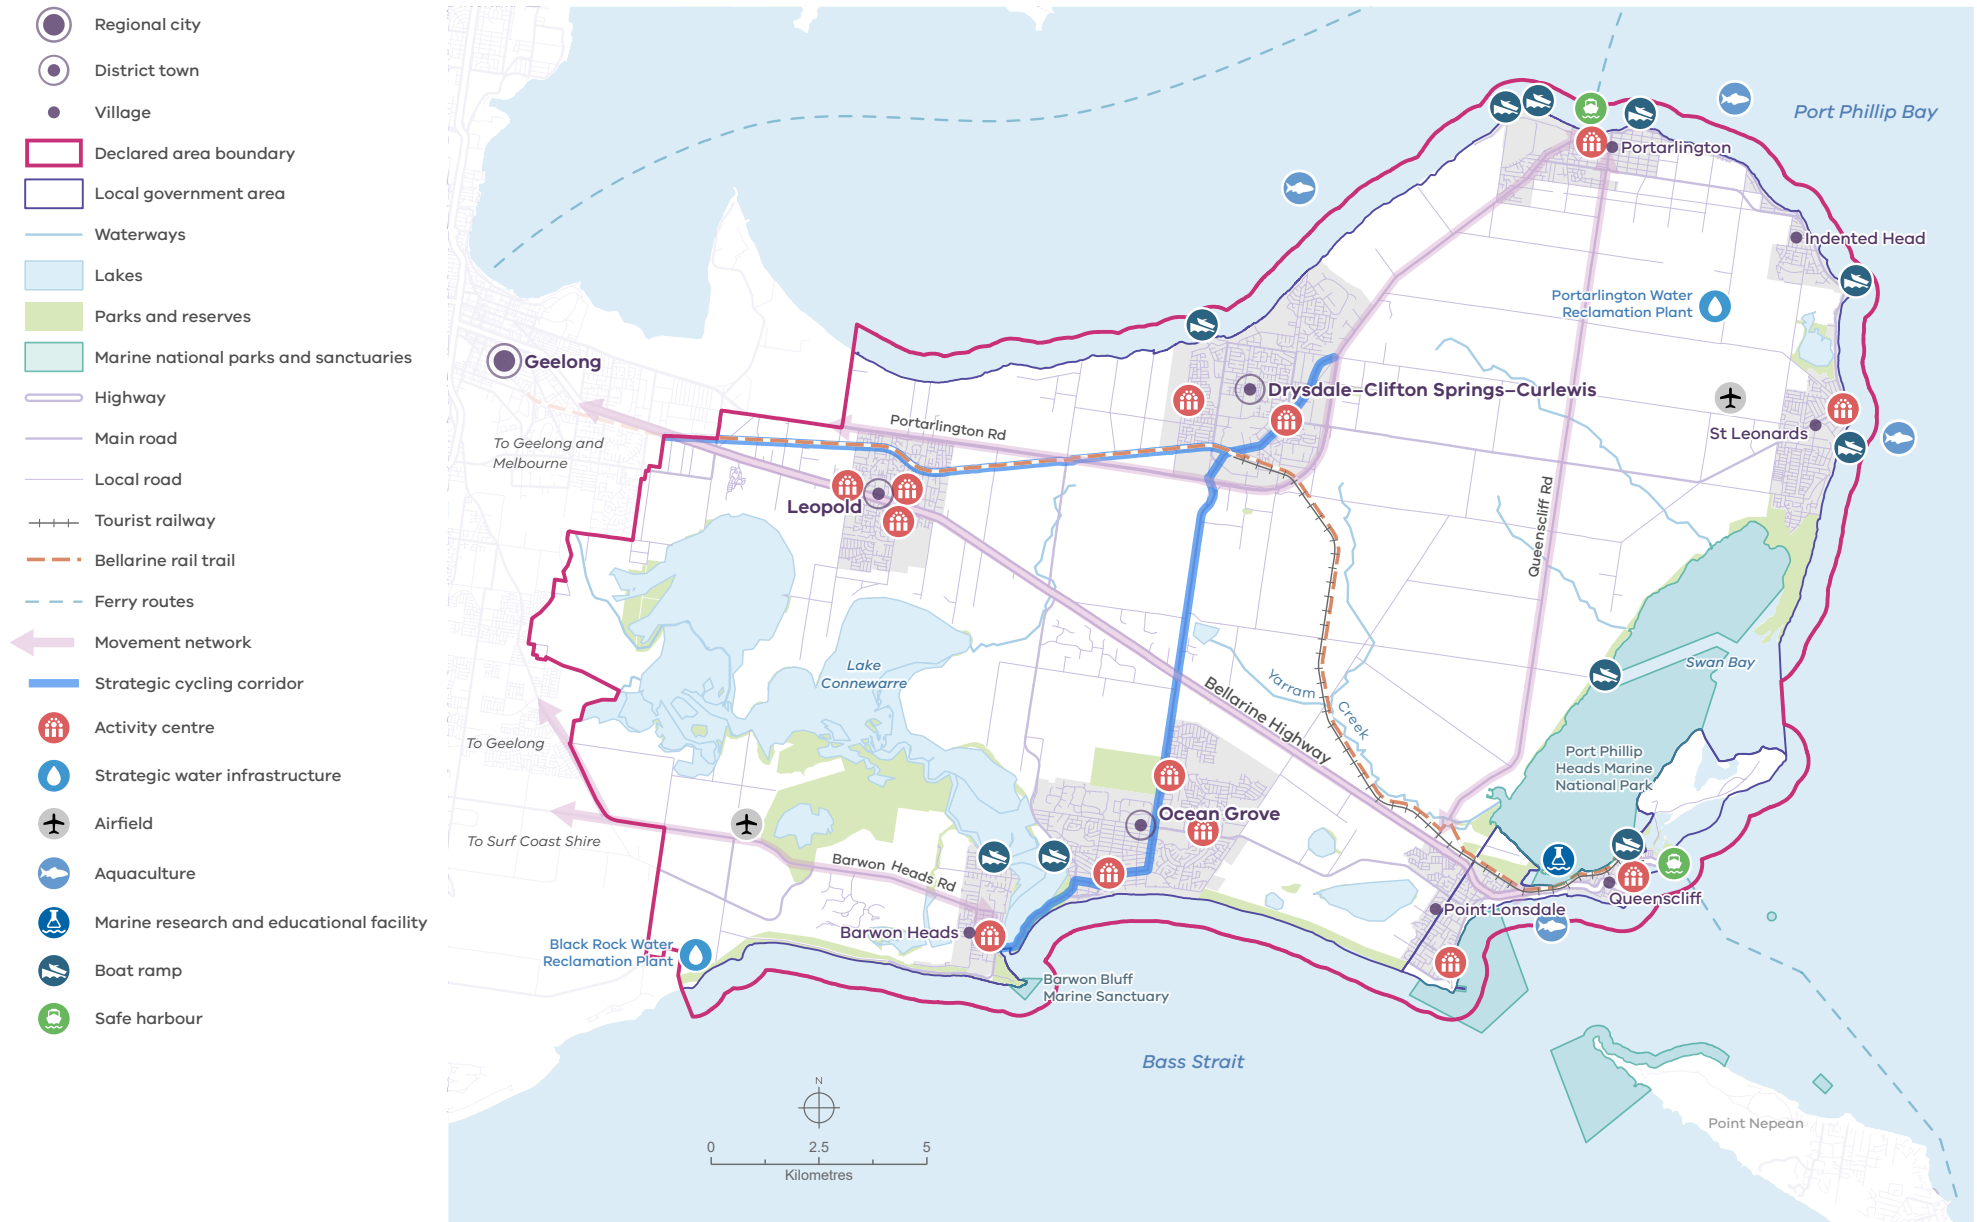 Regional city
District town
Village
Declared area boundary
Local government area
Waterways
Lakes
Parks and reserves
Marine national parks and sanctuaries
Highway
Main road
Local road
Tourist railway
Bellarine rail trail
Ferry routes
Movement network
Strategic cycling corridor
Activity centre
Strategic water infrastructure
Airfield
Aquaculture
Marine research and educational facility
Boat ramp
Safe harbour
Port Phillip Bay
Portarlington
Indented Head
Portarlington Water
Reclamation Plant
Geelong
Drysdale–Clifton Springs–Curlewis
Portarlington Rd
To Geelong and
Melbourne
St Leonards
Leopold
Queenscliff Rd
Lake
Connewarre
Swan Bay
Yarram
Creek
Bellarine Highway
To Geelong
Port Phillip
Heads Marine
National Park
Ocean Grove
To Surf Coast Shire
Barwon Heads Rd
Queenscliff
Point Lonsdale
Barwon Heads
Black Rock Water
Reclamation Plant
Barwon Bluff
Marine Sanctuary
Bass Strait
N
Point Nepean
0 2.5 5
Kilometres